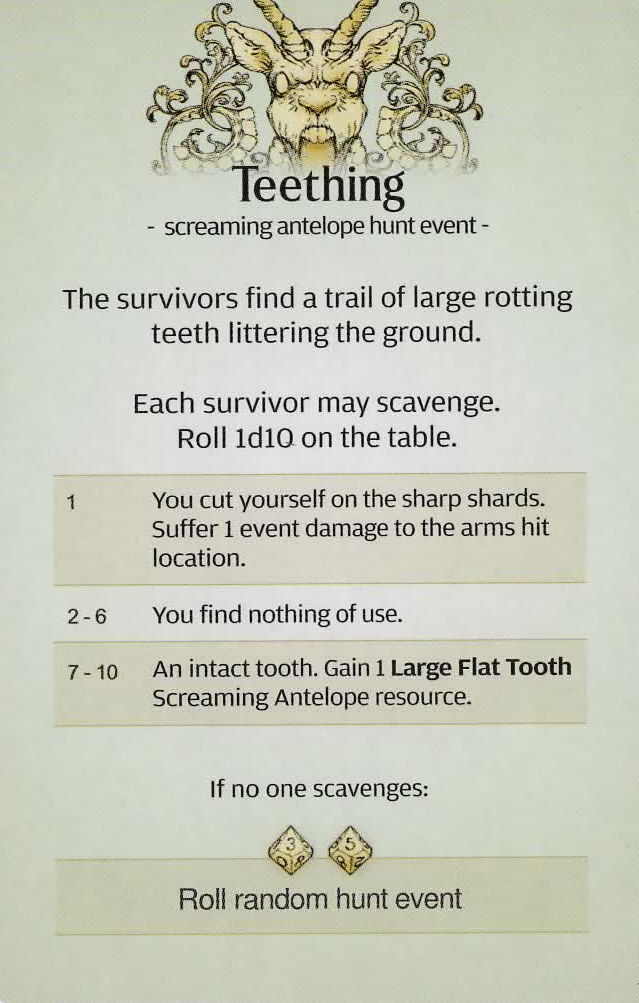 Teething
- screaming antelope hunt event -
The survivors find a trail of large rotting
teeth littering the ground.
Each survivor may scavenge.
Roll 1d10 on the table.
1 You cut yourself on the sharp shards.
Suffer 1 event damage to the arms hit
location.
2 - 6 You find nothing of use.
7 - 10 An intact tooth. Gain 1 Large Flat Tooth
Screaming Antelope resource.
If no one scavenges:
3 5
Roll random hunt event